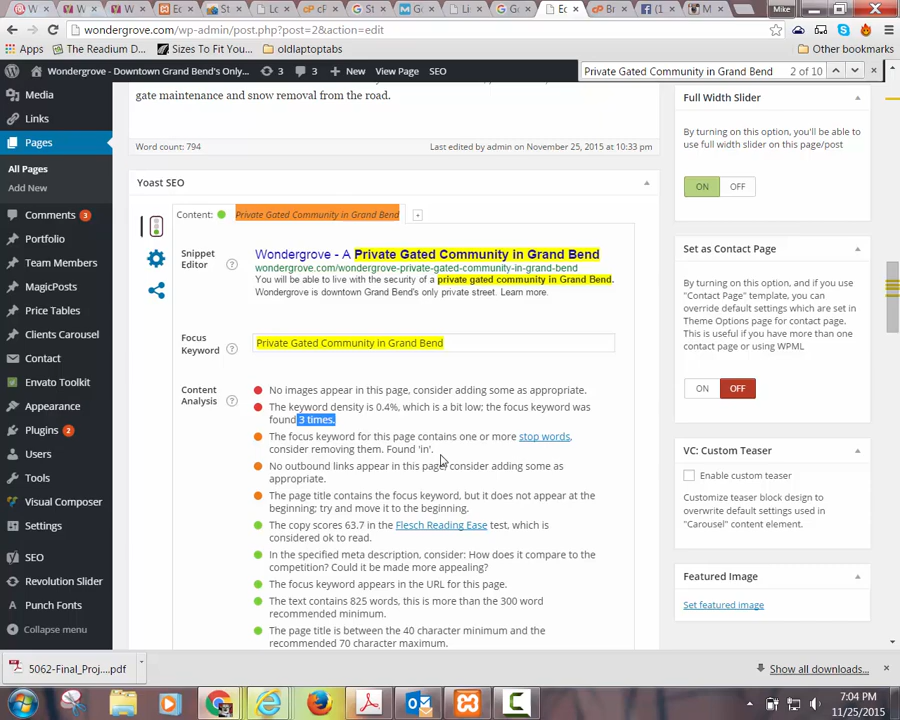 Mike
wondergrove.com/wp-admin/post.php?post=2&action=edit
Apps
The Readium D...
Sizes To Fit You...
oldlaptoptabs
Other bookmarks
Wondergrove - Downtown Grand Bend's Only...
3
3
New
View Page
SEO
Private Gated Community in Grand Bend
2 of 10
Media
Links
Pages
All Pages
Add New
Comments 3
Portfolio
Team Members
MagicPosts
Price Tables
Clients Carousel
Contact
Envato Toolkit
Appearance
Plugins 2
Users
Tools
Visual Composer
Settings
SEO
Revolution Slider
Punch Fonts
Collapse menu
gate maintenance and snow removal from the road.
Word count: 794
Last edited by admin on November 25, 2015 at 10:33 pm
Yoast SEO
Content:
Private Gated Community in Grand Bend
+
Snippet
Editor
?
Wondergrove - A Private Gated Community in Grand Bend
wondergrove.com/wondergrove-private-gated-community-in-grand-bend
You will be able to live with the security of a private gated community in Grand Bend.
Wondergrove is downtown Grand Bend's only private street. Learn more.
Focus
Keyword
?
Private Gated Community in Grand Bend
Content
Analysis
?
No images appear in this page, consider adding some as appropriate.
The keyword density is 0.4%, which is a bit low; the focus keyword was
found 3 times.
The focus keyword for this page contains one or more stop words,
consider removing them. Found 'in'.
No outbound links appear in this page, consider adding some as
appropriate.
The page title contains the focus keyword, but it does not appear at the
beginning; try and move it to the beginning.
The copy scores 63.7 in the Flesch Reading Ease test, which is
considered ok to read.
In the specified meta description, consider: How does it compare to the
competition? Could it be made more appealing?
The focus keyword appears in the URL for this page.
The text contains 825 words, this is more than the 300 word
recommended minimum.
The page title is between the 40 character minimum and the
recommended 70 character maximum.
Full Width Slider
By turning on this option, you'll be able to
use full width slider on this page/post
ON OFF
Set as Contact Page
By turning on this option, and if you use
"Contact Page" template, you can
override default settings which are set in
Theme Options page for contact page.
This is useful if you have more than one
contact page or using WPML
ON OFF
VC: Custom Teaser
Enable custom teaser
Customize teaser block design to
overwrite default settings used in
"Carousel" content element.
Featured Image
Set featured image
5062-Final_Proj....pdf
Show all downloads...
7:04 PM
11/25/2015